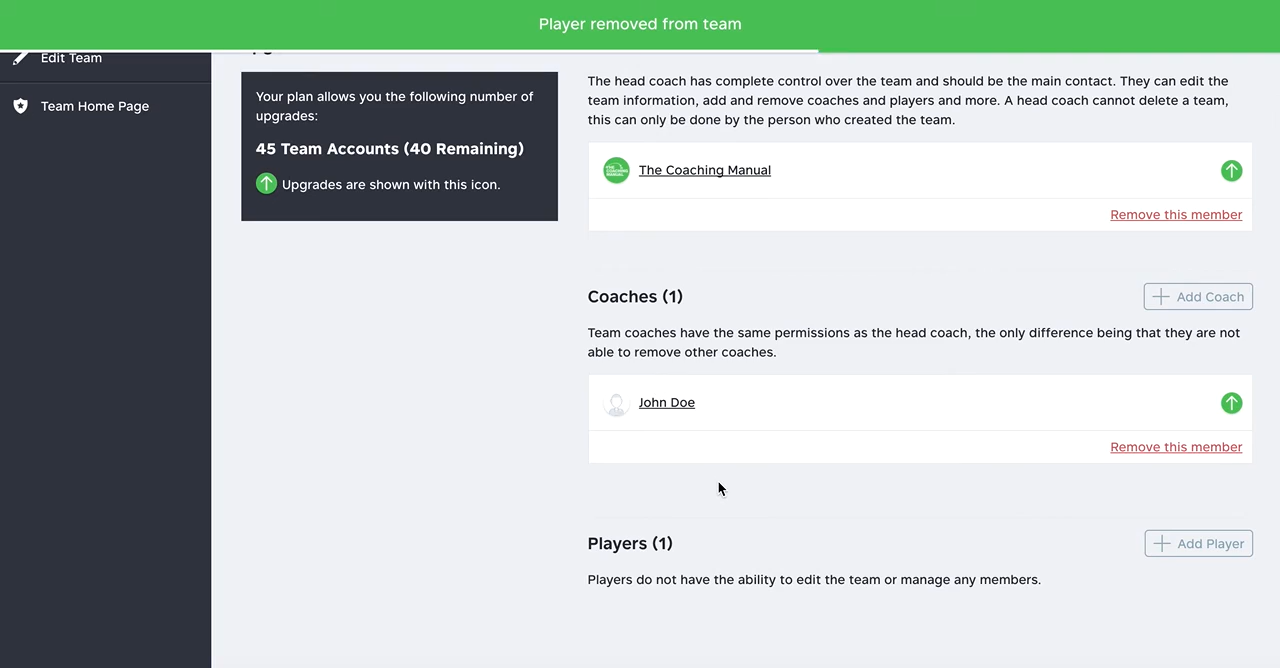 Player removed from team
Edit Team
Team Home Page
Your plan allows you the following number of
upgrades:
45 Team Accounts (40 Remaining)
Upgrades are shown with this icon.
The head coach has complete control over the team and should be the main contact. They can edit the
team information, add and remove coaches and players and more. A head coach cannot delete a team,
this can only be done by the person who created the team.
The Coaching Manual
Remove this member
Coaches (1)
Add Coach
Team coaches have the same permissions as the head coach, the only difference being that they are not
able to remove other coaches.
John Doe
Remove this member
Players (1)
Add Player
Players do not have the ability to edit the team or manage any members.